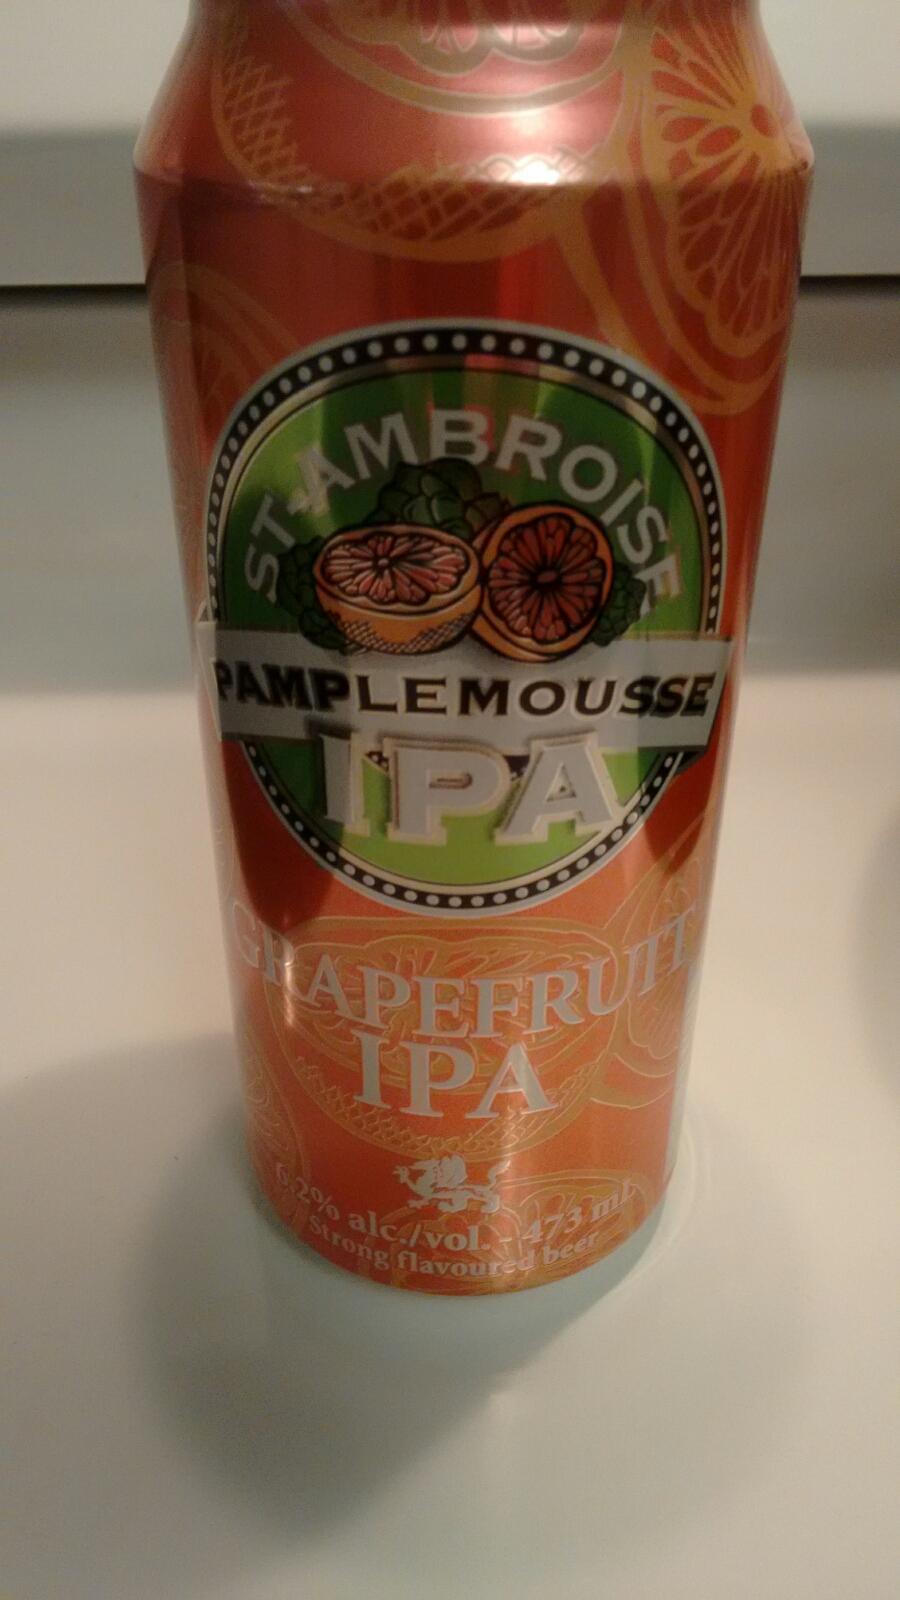 ST-AMBROISE
PAMPLEMOUSSE
IPA
GRAPEFRUIT
IPA
6.2% alc./vol. - 473 mL
Strong flavoured beer